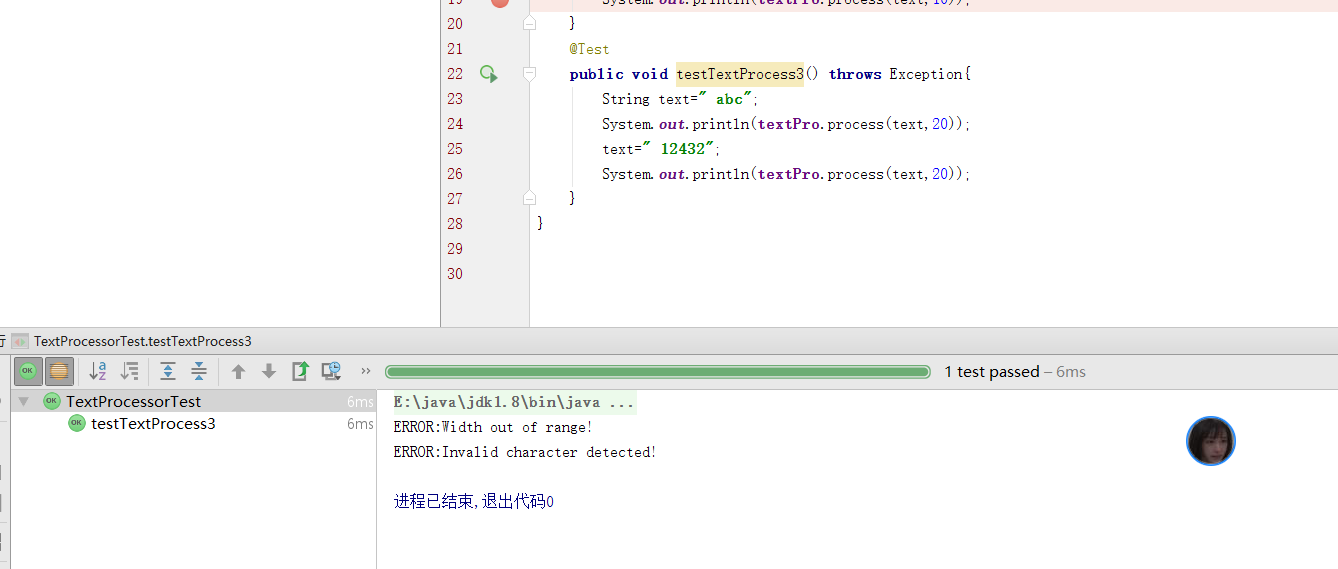 19 System.out.println(textPro.process(text,10));
20 }
21 @Test
22 public void testTextProcess3() throws Exception{
23 String text=" abc";
24 System.out.println(textPro.process(text,20));
25 text=" 12432";
26 System.out.println(textPro.process(text,20));
27 }
28 }
29
30
TextProcessorTest.testTextProcess3
OK
1 test passed – 6ms
OK TextProcessorTest 6ms
OK testTextProcess3 6ms
E:\java\jdk1.8\bin\java ...
ERROR:Width out of range!
ERROR:Invalid character detected!
进程已结束,退出代码0